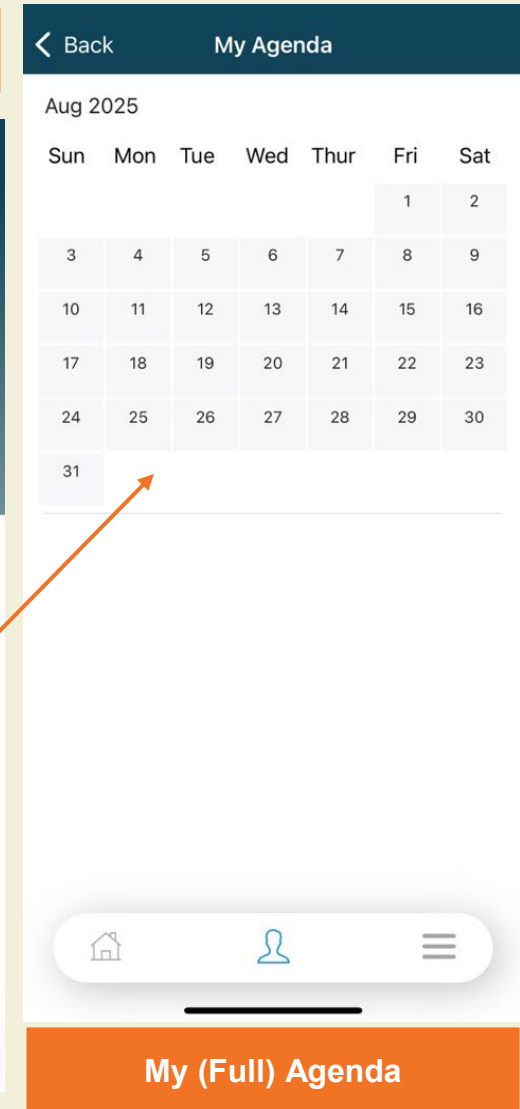 Back My Agenda
Aug 2025
Sun Mon Tue Wed Thur Fri Sat
1 2
3 4 5 6 7 8 9
10 11 12 13 14 15 16
17 18 19 20 21 22 23
24 25 26 27 28 29 30
31
My (Full) Agenda